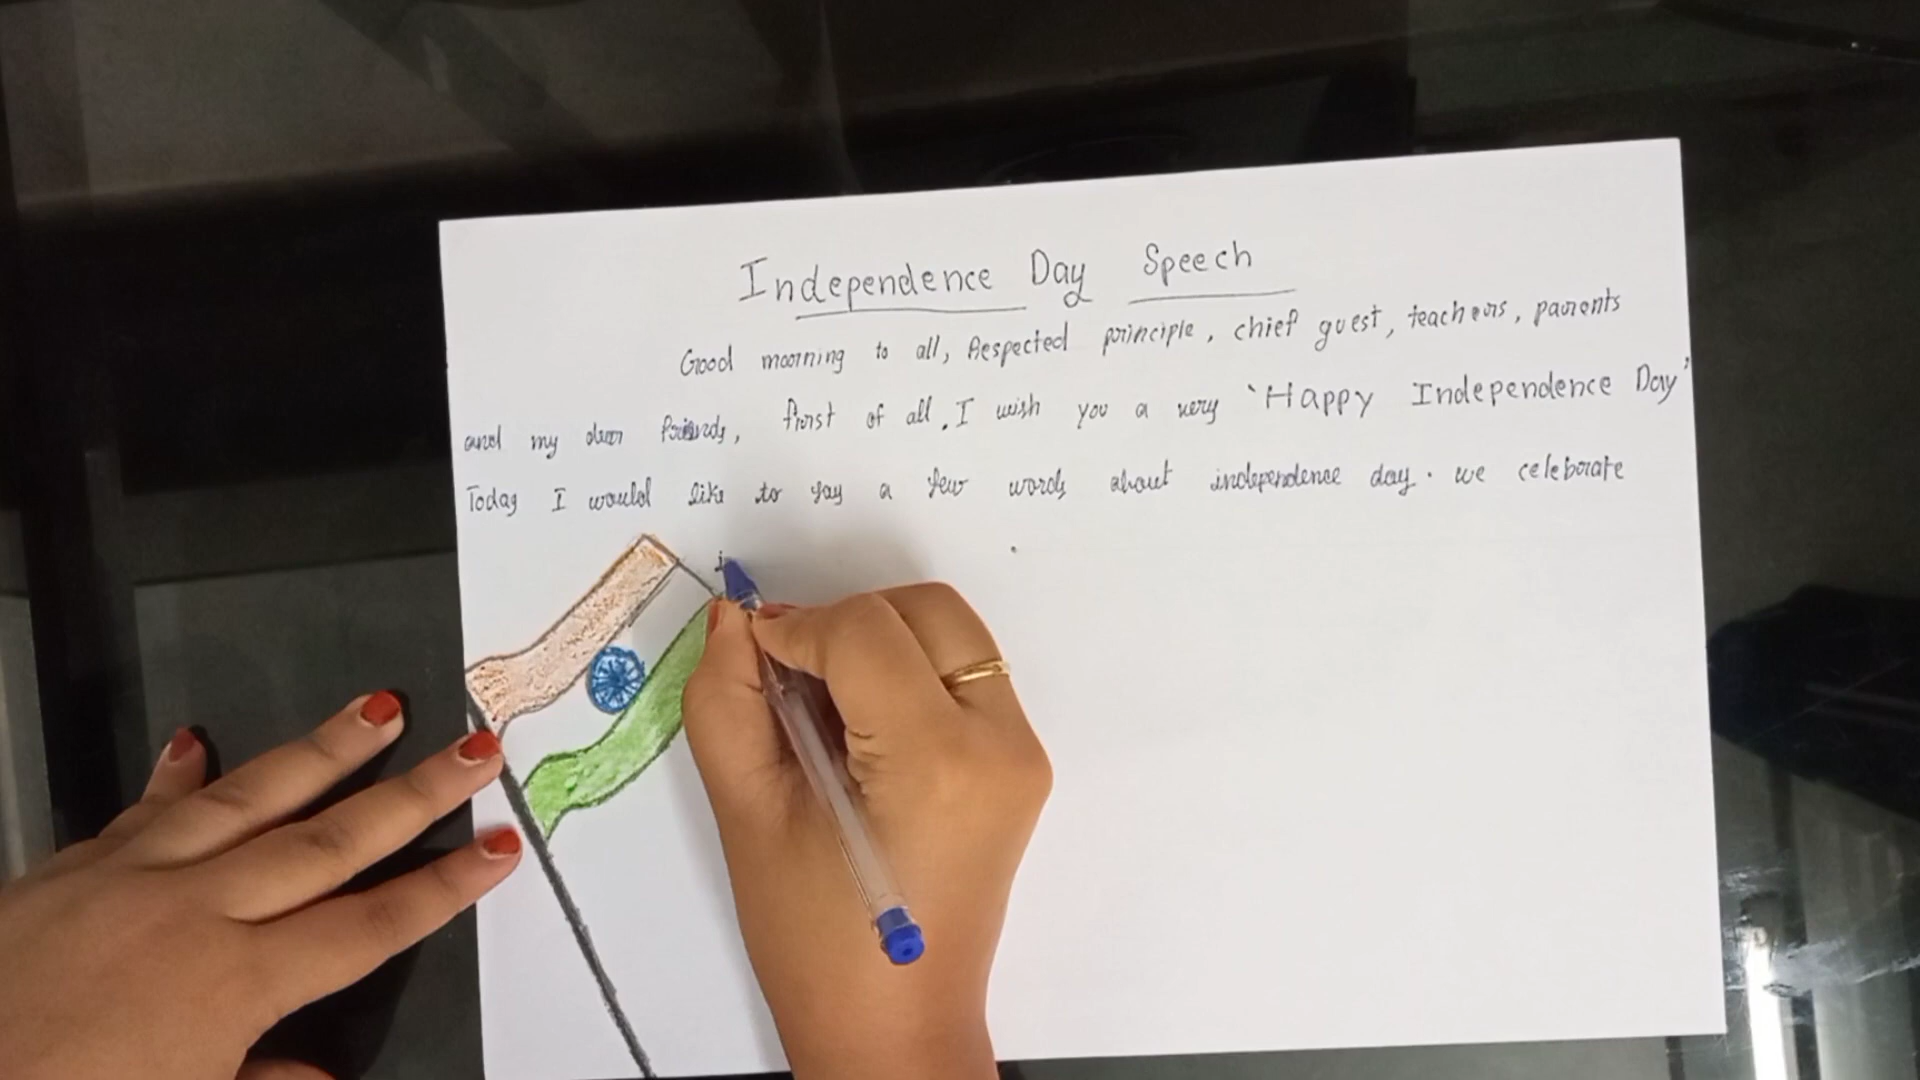 Independence Day Speech
Good morning to all, Respected principle, chief guest, teachers, parents
and my dear friends, first of all, I wish you a very 'Happy Independence Day'
Today I would like to say a few words about independence day. we celebrate
i